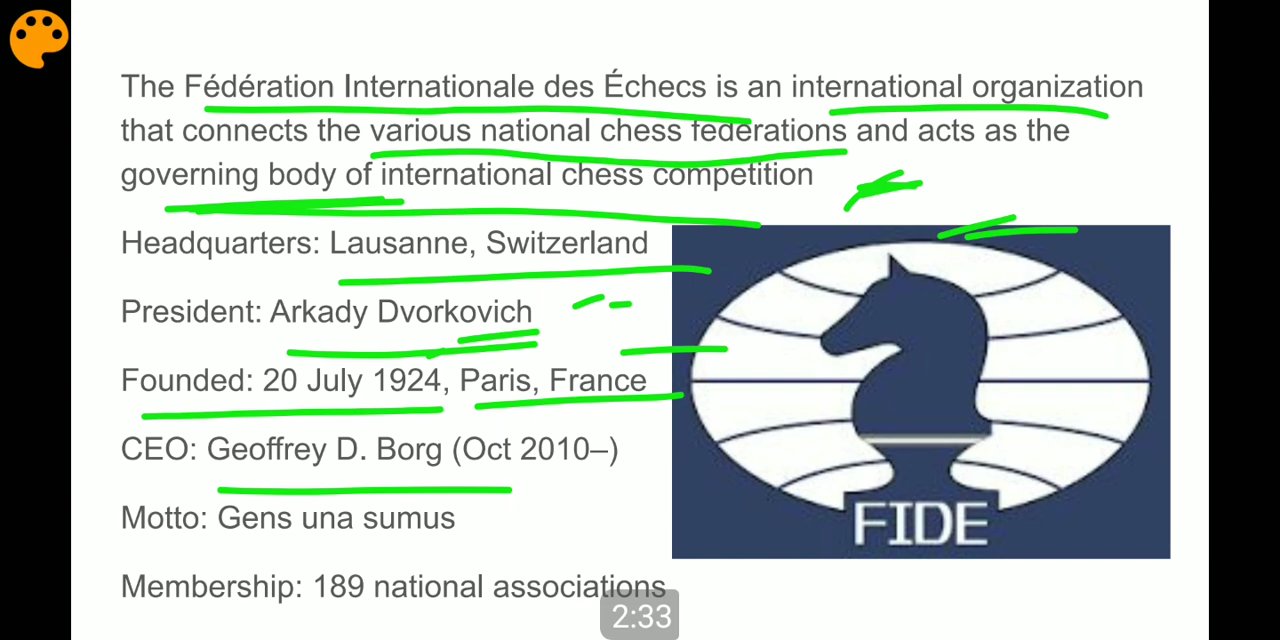 The Fédération Internationale des Échecs is an international organization
that connects the various national chess federations and acts as the
governing body of international chess competition
Headquarters: Lausanne, Switzerland
President: Arkady Dvorkovich
Founded: 20 July 1924, Paris, France
CEO: Geoffrey D. Borg (Oct 2010–)
Motto: Gens una sumus
Membership: 189 national associations
FIDE
2:33